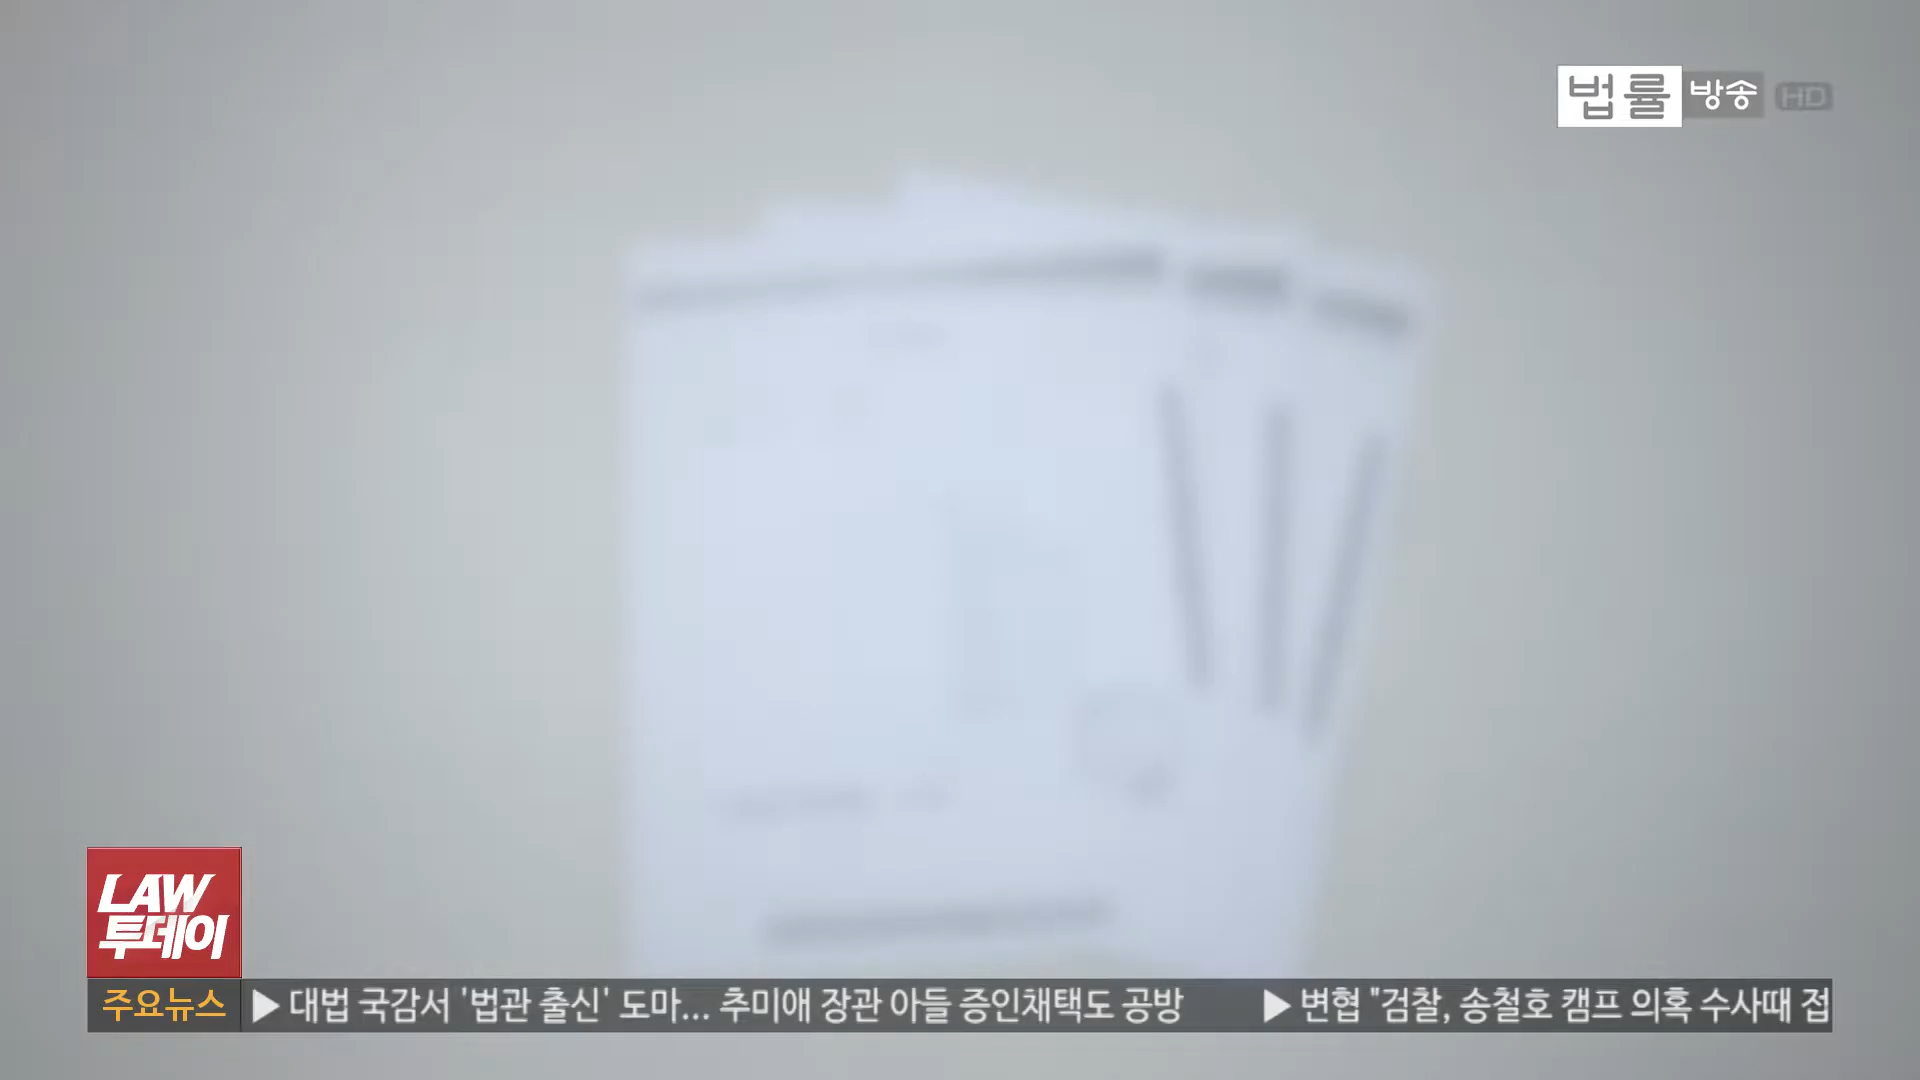 법률방송 HD
LAW
투데이
주요뉴스 ▶대법 국감서 '법관 출신' 도마... 추미애 장관 아들 증인채택도 공방 ▶변협 "검찰, 송철호 캠프 의혹 수사때 접